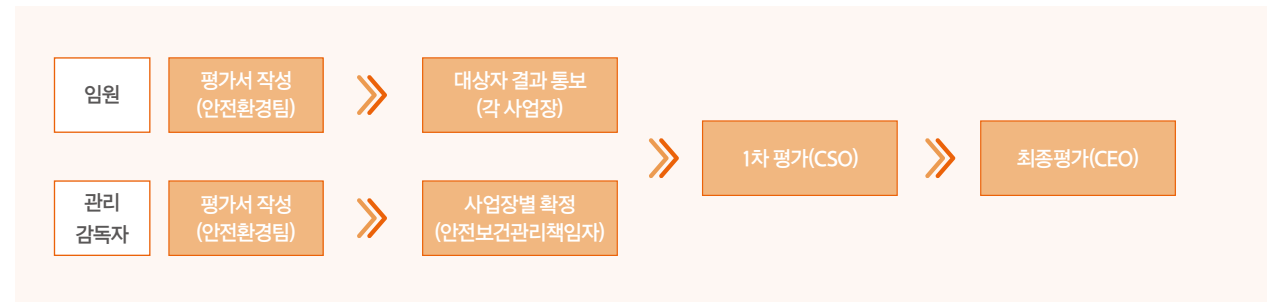 임원
평가서 작성
(안전환경팀)
대상자 결과 통보
(각 사업장)
관리
감독자
평가서 작성
(안전환경팀)
사업장별 확정
(안전보건관리책임자)
1차 평가(CSO)
최종평가(CEO)